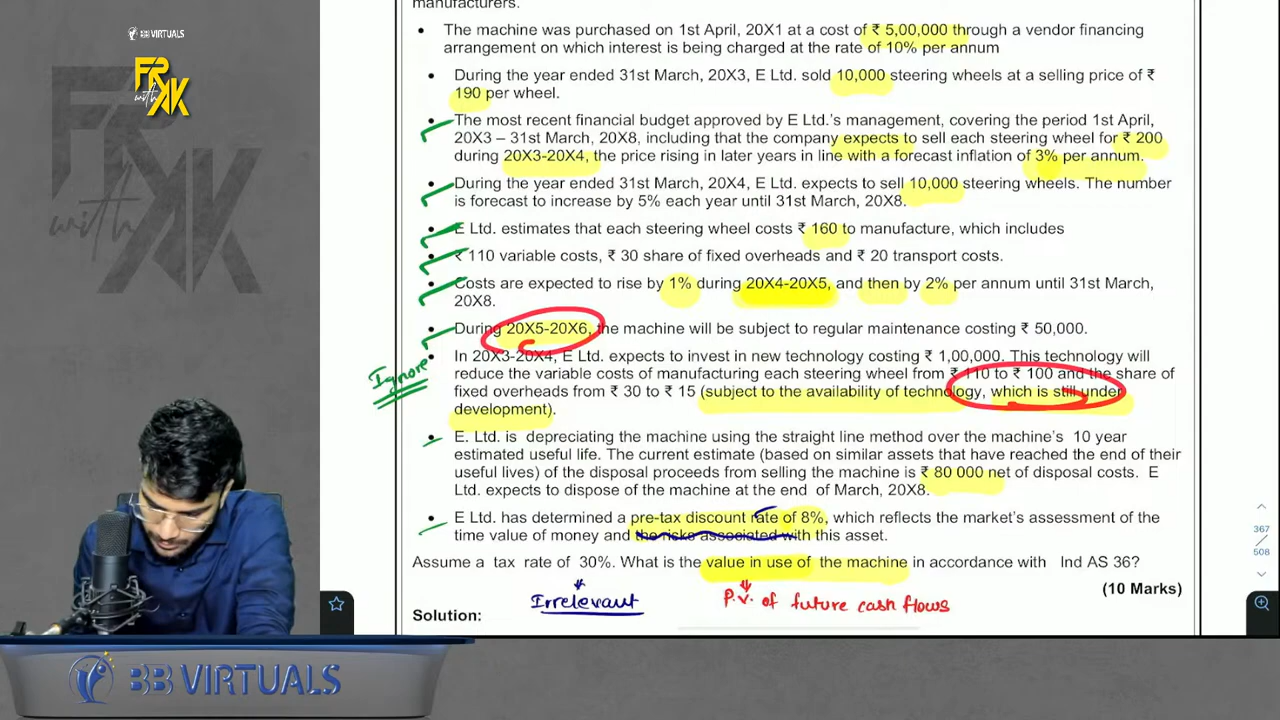 manufacturers.
BB VIRTUALS
FR
with AK
• The machine was purchased on 1st April, 20X1 at a cost of ₹ 5,00,000 through a vendor financing
arrangement on which interest is being charged at the rate of 10% per annum
• During the year ended 31st March, 20X3, E Ltd. sold 10,000 steering wheels at a selling price of ₹
190 per wheel.
• The most recent financial budget approved by E Ltd.'s management, covering the period 1st April,
20X3 – 31st March, 20X8, including that the company expects to sell each steering wheel for ₹ 200
during 20X3-20X4, the price rising in later years in line with a forecast inflation of 3% per annum.
• During the year ended 31st March, 20X4, E Ltd. expects to sell 10,000 steering wheels. The number
is forecast to increase by 5% each year until 31st March, 20X8.
• E Ltd. estimates that each steering wheel costs ₹ 160 to manufacture, which includes
• ₹ 110 variable costs, ₹ 30 share of fixed overheads and ₹ 20 transport costs.
• Costs are expected to rise by 1% during 20X4-20X5, and then by 2% per annum until 31st March,
20X8.
• During 20X5-20X6, the machine will be subject to regular maintenance costing ₹ 50,000.
• In 20X3-20X4, E Ltd. expects to invest in new technology costing ₹ 1,00,000. This technology will
Ignore
reduce the variable costs of manufacturing each steering wheel from ₹ 110 to ₹ 100 and the share of
fixed overheads from ₹ 30 to ₹ 15 (subject to the availability of technology, which is still under
development).
• E. Ltd. is depreciating the machine using the straight line method over the machine's 10 year
estimated useful life. The current estimate (based on similar assets that have reached the end of their
useful lives) of the disposal proceeds from selling the machine is ₹ 80 000 net of disposal costs. E
Ltd. expects to dispose of the machine at the end of March, 20X8.
• E Ltd. has determined a pre-tax discount rate of 8%, which reflects the market's assessment of the
time value of money and the risks associated with this asset.
Assume a tax rate of 30%. What is the value in use of the machine in accordance with Ind AS 36?
(10 Marks)
Irrelevant
P.V. of future cash flows
Solution:
367
508
BB VIRTUALS